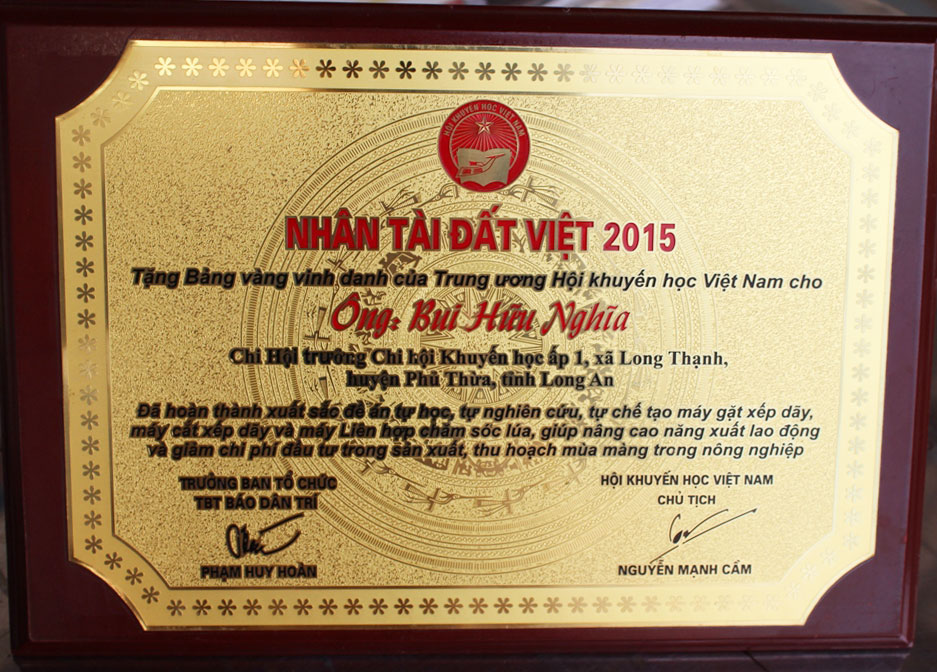 HỘI KHUYẾN HỌC VIỆT NAM
NHÂN TÀI ĐẤT VIỆT 2015
Tặng Bảng vàng vinh danh của Trung ương Hội khuyến học Việt Nam cho
Ông: Bui Hữu Nghĩa
Chi Hội trưởng Chi hội Khuyến học ấp 1, xã Long Thạnh,
huyện Phú Thừa, tỉnh Long An
Đã hoàn thành xuất sắc đề án tự học, tự nghiên cứu, tự chế tạo máy gặt xếp dãy,
máy cắt xếp dãy và máy Liên hợp chăm sóc lúa, giúp nâng cao năng xuất lao động
và giảm chi phí đầu tư trong sản xuất, thu hoạch mùa màng trong nông nghiệp
TRƯỞNG BAN TỔ CHỨC
TBT BÁO DÂN TRÍ
PHẠM HUY HOÀN
HỘI KHUYẾN HỌC VIỆT NAM
CHỦ TỊCH
NGUYỄN MẠNH CẦM